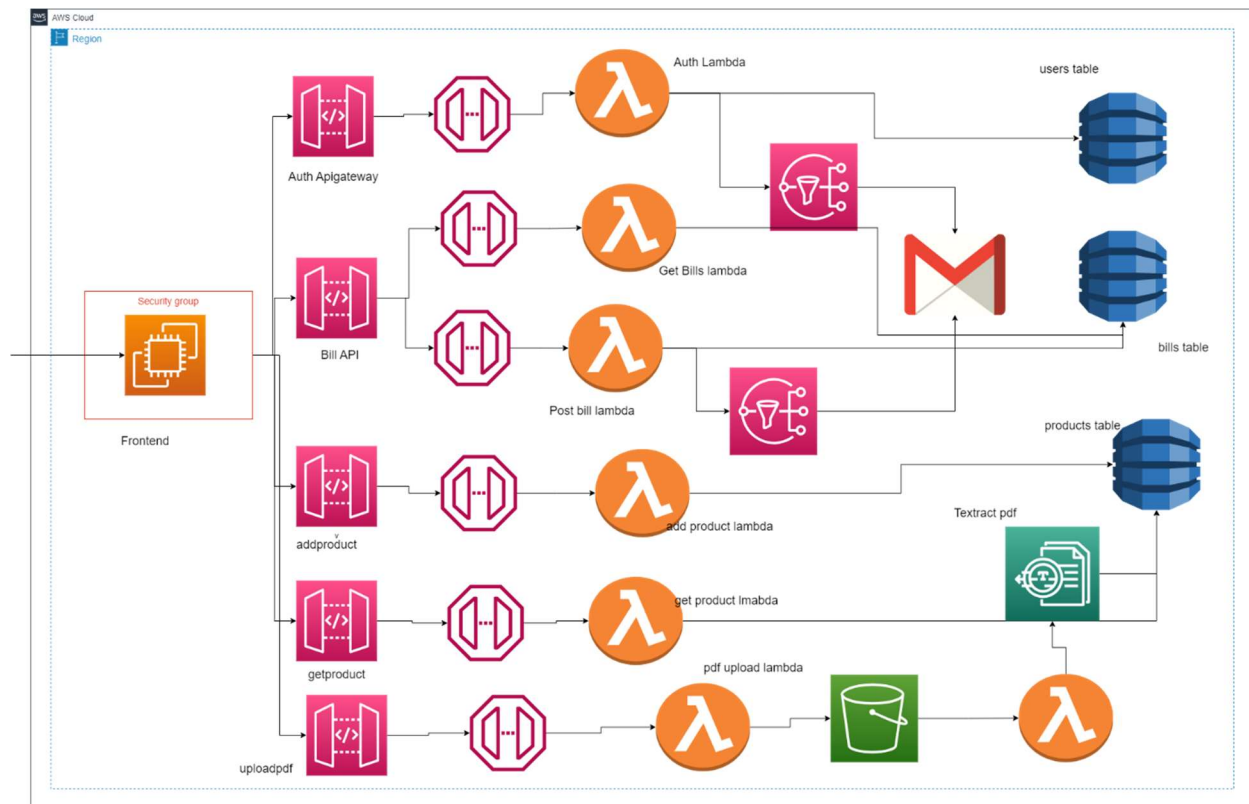 aws
AWS Cloud
Region
Auth Lambda
users table
Auth Apigateway
Get Bills lambda
Security group
Bill API
bills table
Post bill lambda
Frontend
products table
Textract pdf
add product lambda
v
addproduct
get product lmabda
getproduct
pdf upload lambda
uploadpdf